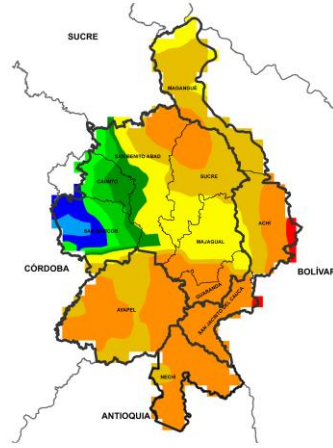 SUCRE
MAGANGUÉ
SAN BENITO ABAD
CAIMITO
SUCRE
SAN MARCOS
ACHÍ
MAJAGUAL
CÓRDOBA
BOLÍVAR
GUARANDA
SAN JACINTO DEL CAUCA
AYAPEL
NECHÍ
ANTIOQUIA